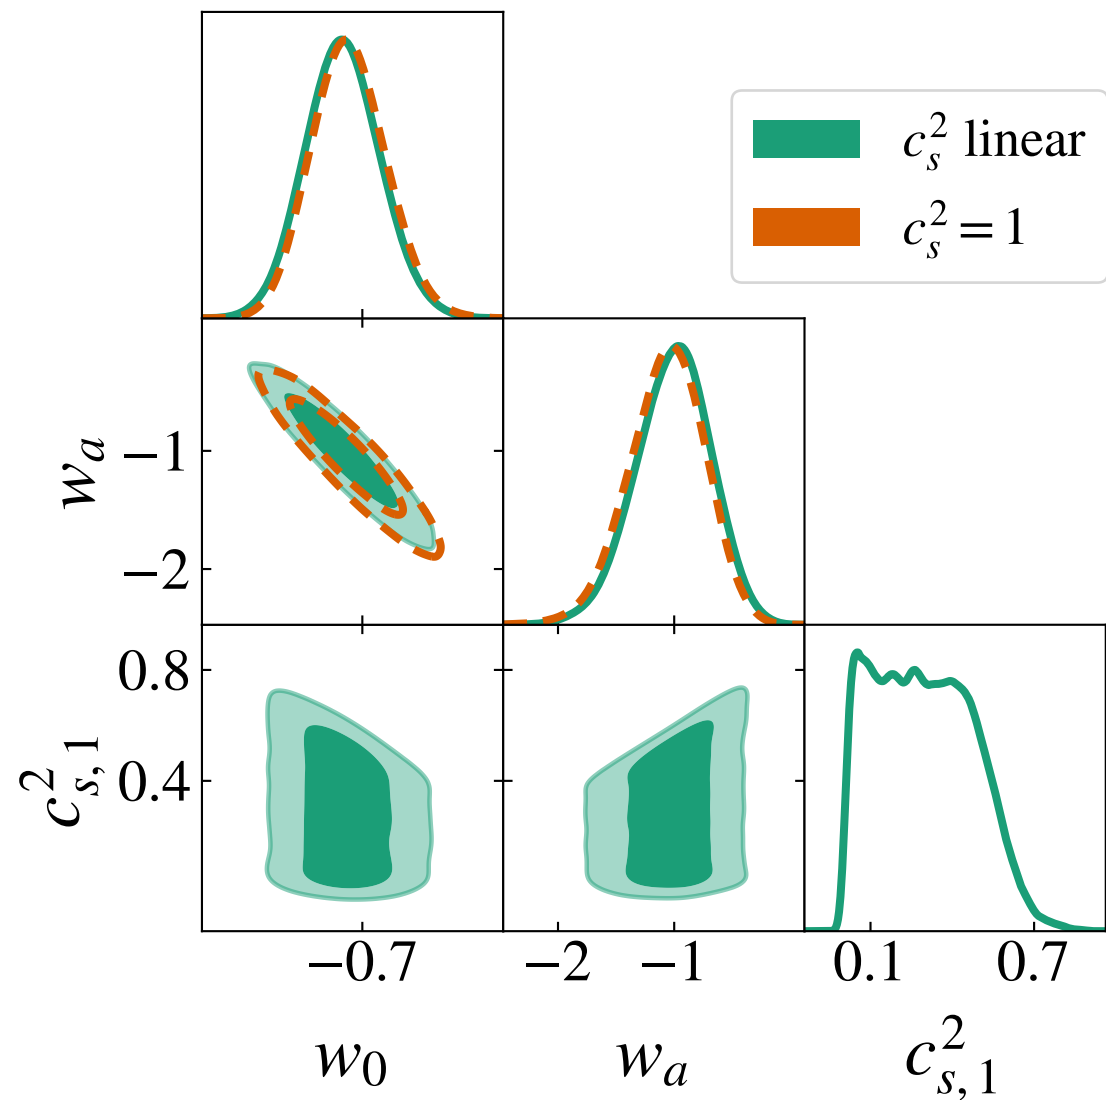 c_s^2 linear
c_s^2 = 1
w_a
−1
−2
c_{s,1}^2
0.8
0.4
−0.7
−2
−1
0.1
0.7
w_0
w_a
c_{s,1}^2